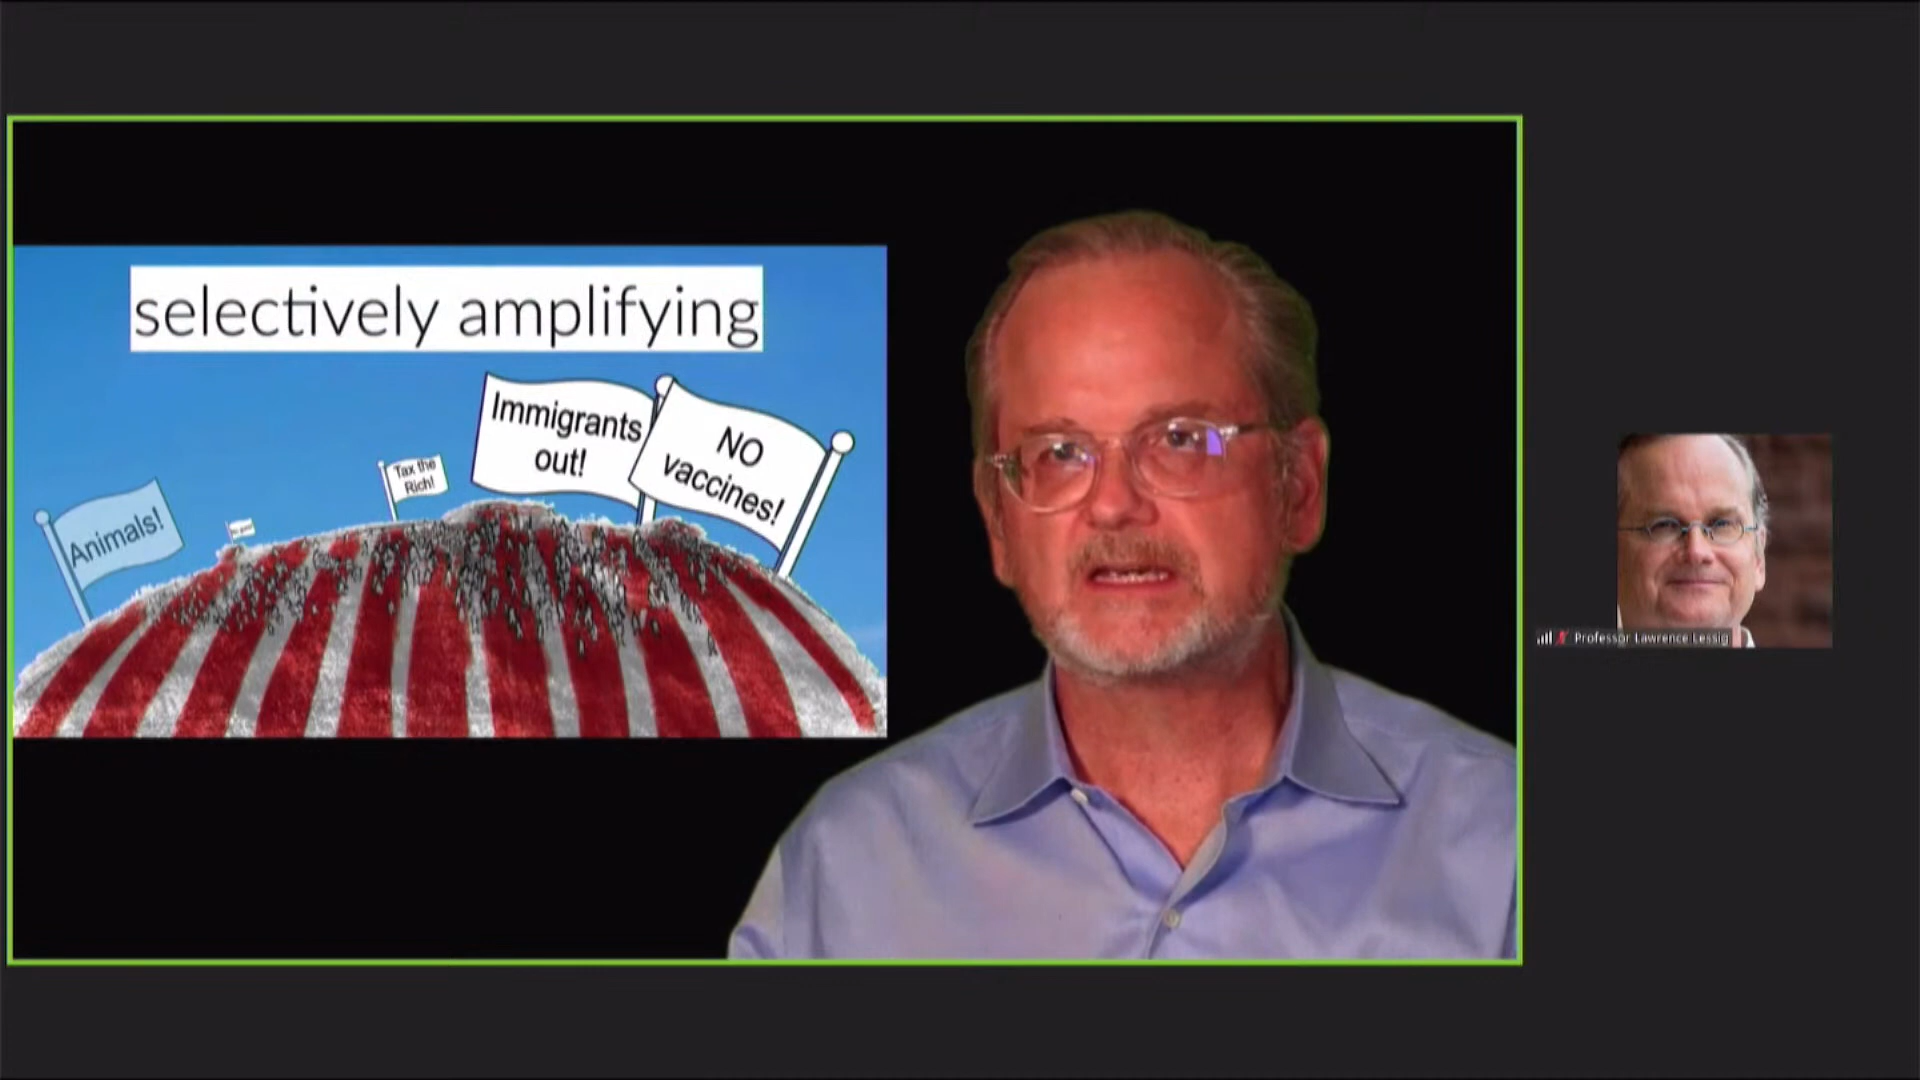 selectively amplifying
Immigrants
out!
NO
vaccines!
Tax the
Rich!
Animals!
Professor Lawrence Lessig